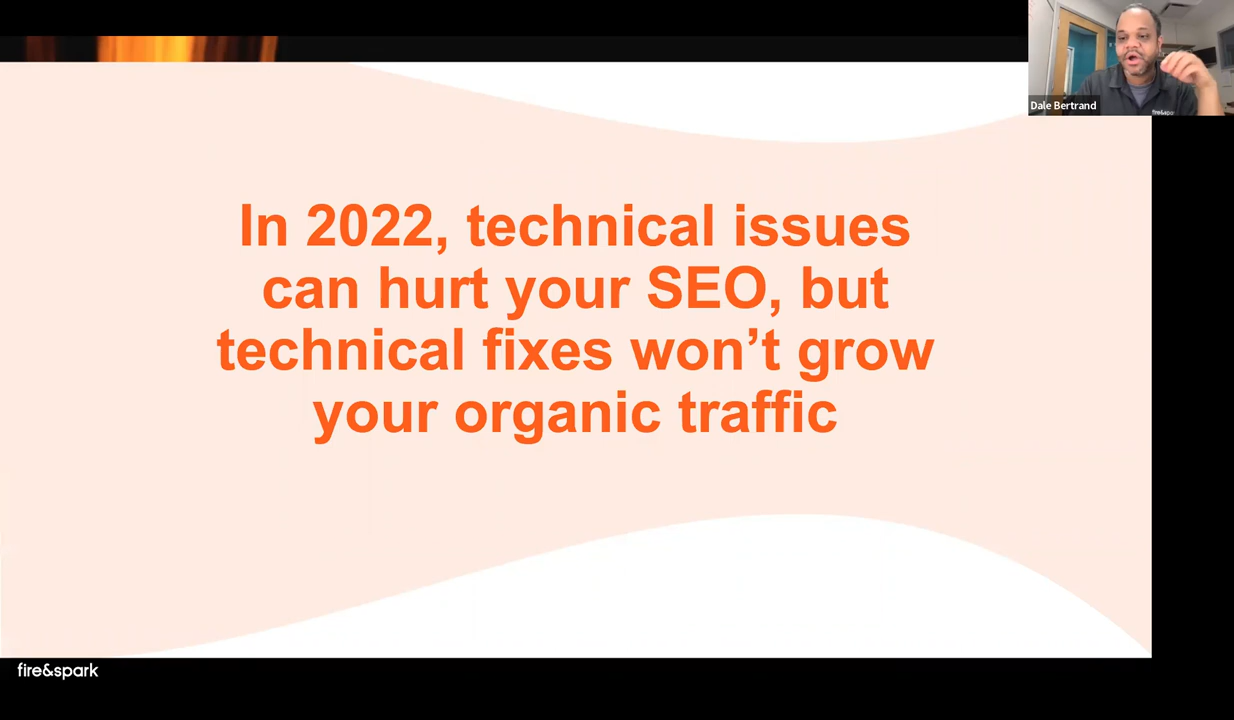 Dale Bertrand
In 2022, technical issues
can hurt your SEO, but
technical fixes won’t grow
your organic traffic
fire&spark